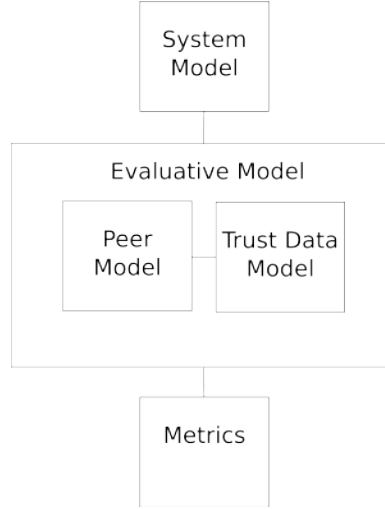 System
Model
Evaluative Model
Peer
Model
Trust Data
Model
Metrics